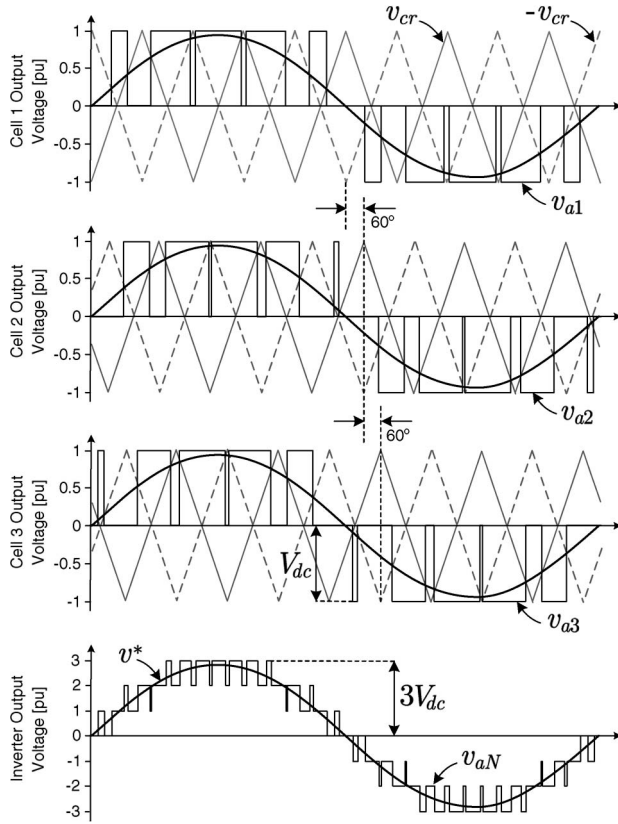 v_cr
-v_cr
Cell 1 Output
Voltage [pu]
1
0.5
0
-0.5
-1
v_a1
60º
Cell 2 Output
Voltage [pu]
1
0.5
0
-0.5
-1
v_a2
60º
Cell 3 Output
Voltage [pu]
1
0.5
0
-0.5
-1
V_dc
v_a3
Inverter Output
Voltage [pu]
3
2
1
0
-1
-2
-3
v*
3V_dc
v_aN